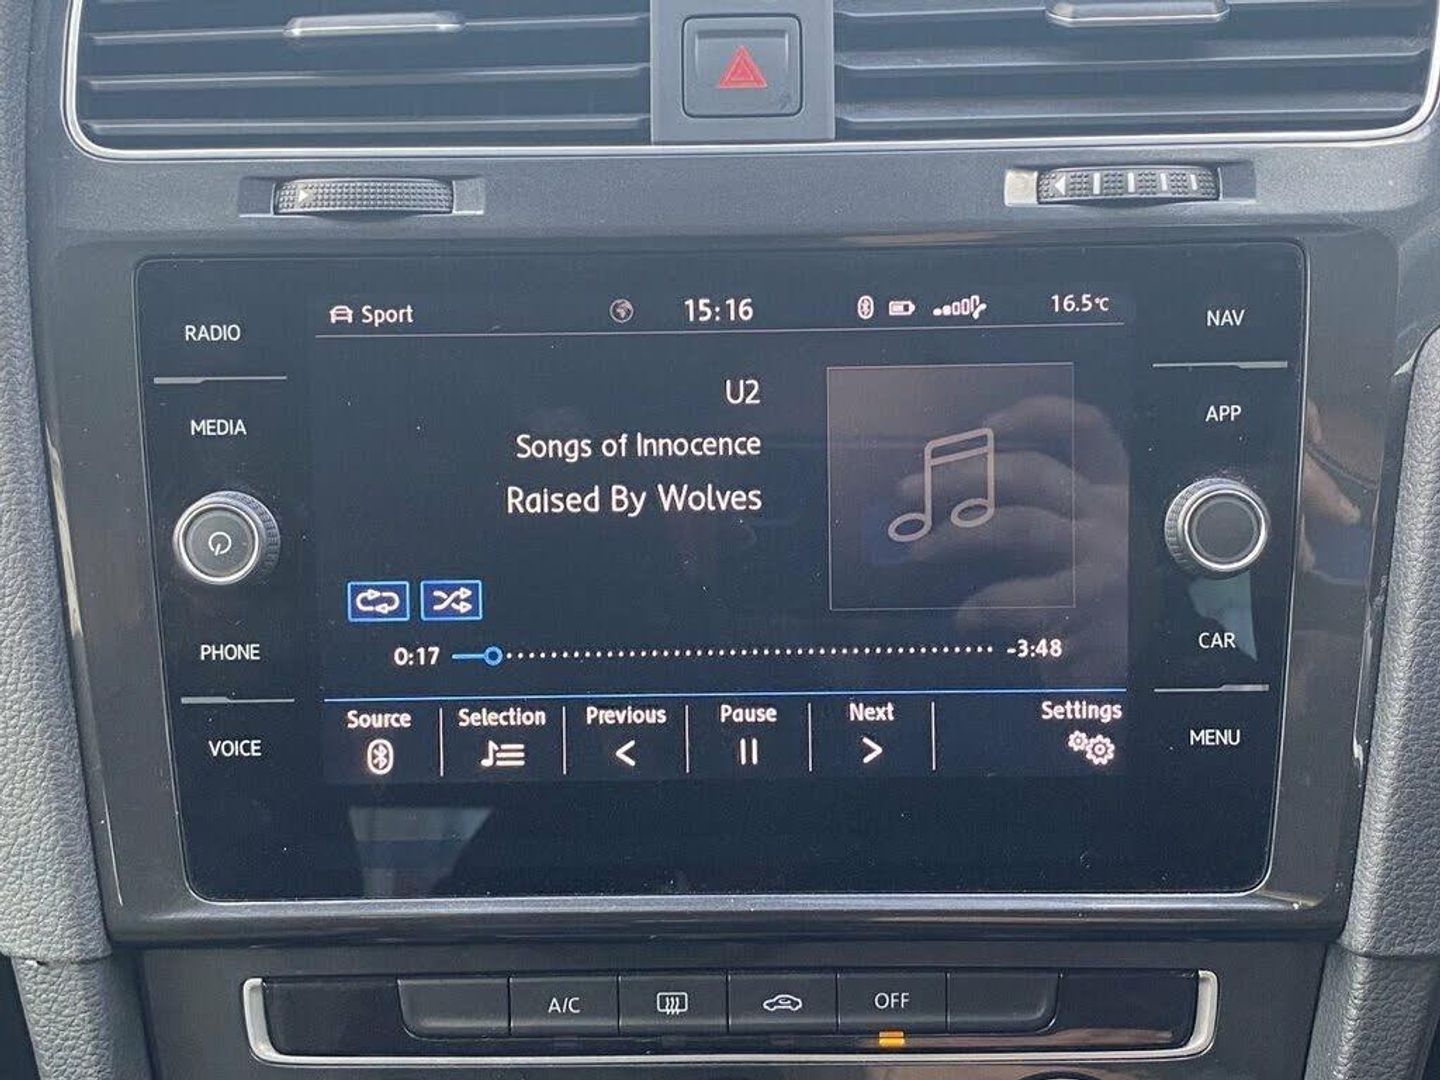 RADIO
MEDIA
PHONE
VOICE
Sport
15:16
16.5°C
U2
Songs of Innocence
Raised By Wolves
0:17
-3:48
Source
Selection
Previous
Pause
Next
Settings
NAV
APP
CAR
MENU
A/C
OFF